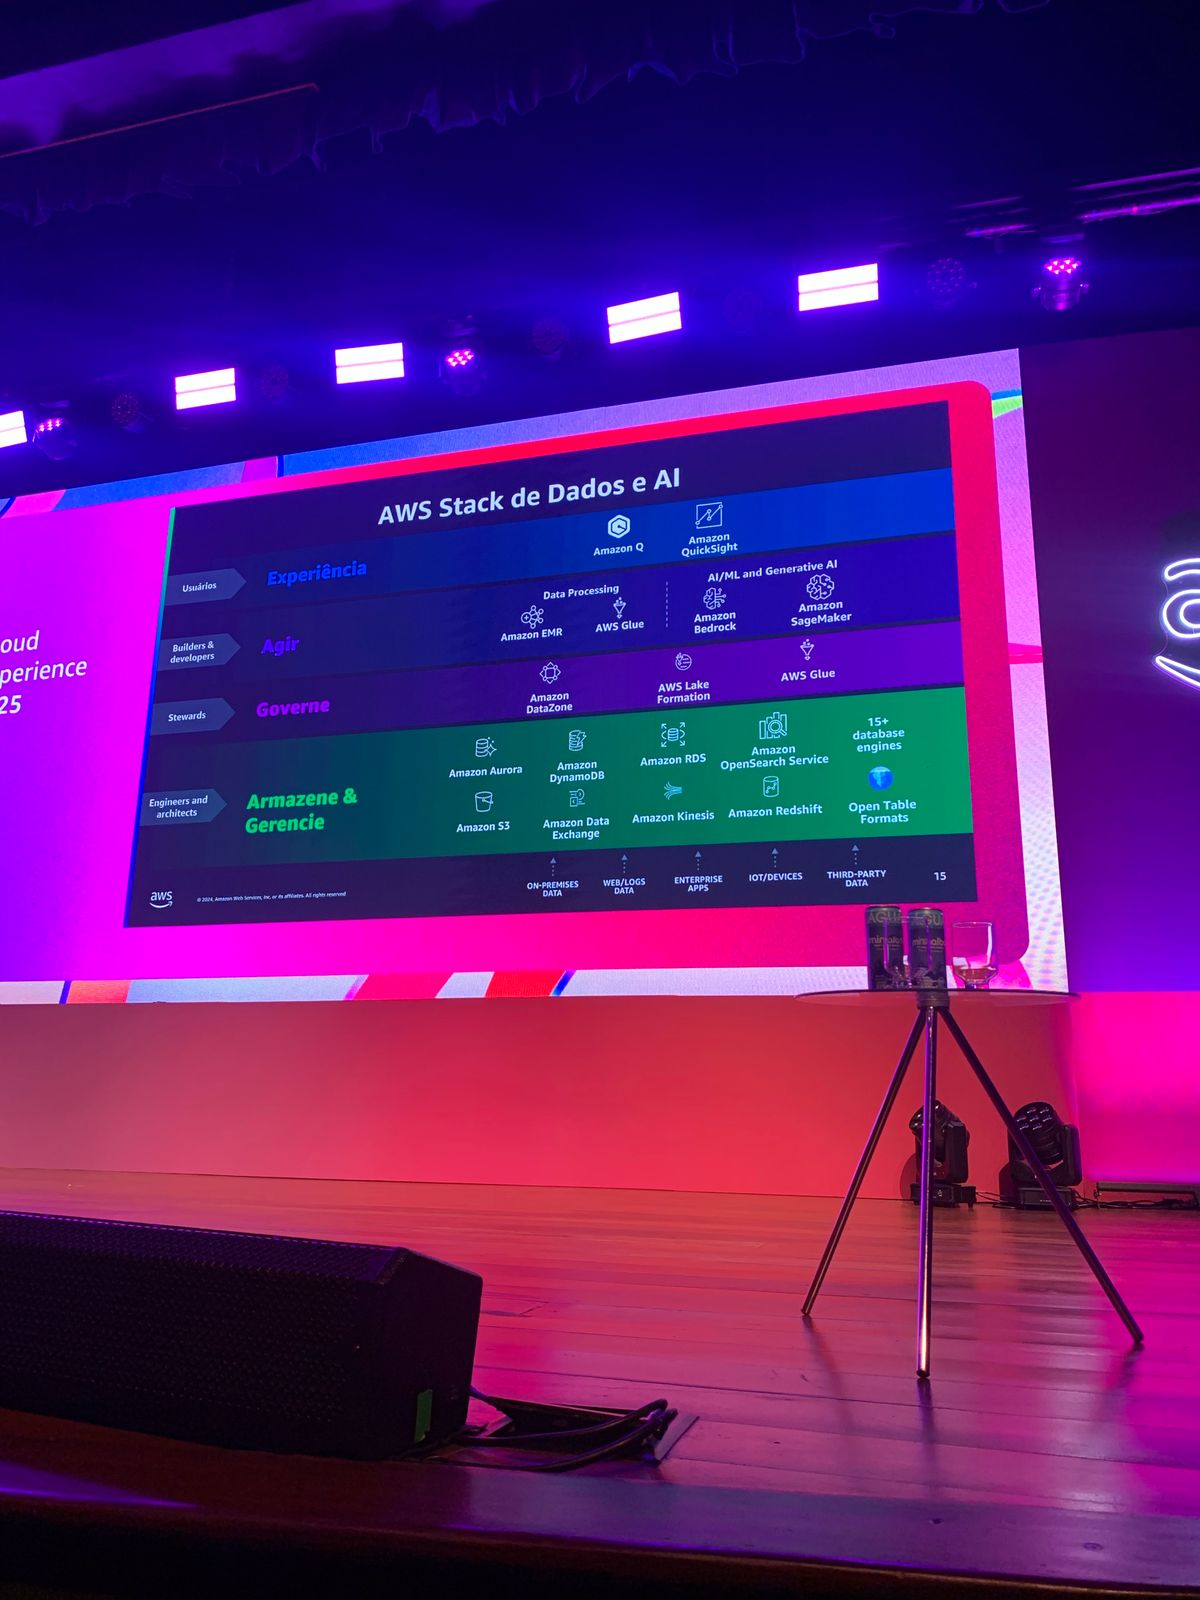 AWS Stack de Dados e AI
Usuários
Experiência
Amazon Q
Amazon
QuickSight
Builders &
developers
Agir
Data Processing
Amazon EMR
AWS Glue
AI/ML and Generative AI
Amazon
Bedrock
Amazon
SageMaker
Stewards
Governe
Amazon
DataZone
AWS Lake
Formation
AWS Glue
Engineers and
architects
Armazene &
Gerencie
Amazon Aurora
Amazon
DynamoDB
Amazon RDS
Amazon
OpenSearch Service
15+
database
engines
Amazon S3
Amazon Data
Exchange
Amazon Kinesis
Amazon Redshift
Open Table
Formats
ON-PREMISES
DATA
WEB/LOGS
DATA
ENTERPRISE
APPS
IOT/DEVICES
THIRD-PARTY
DATA
aws
© 2024, Amazon Web Services, Inc. or its affiliates. All rights reserved
15
oud
perience
25
ÁGUA